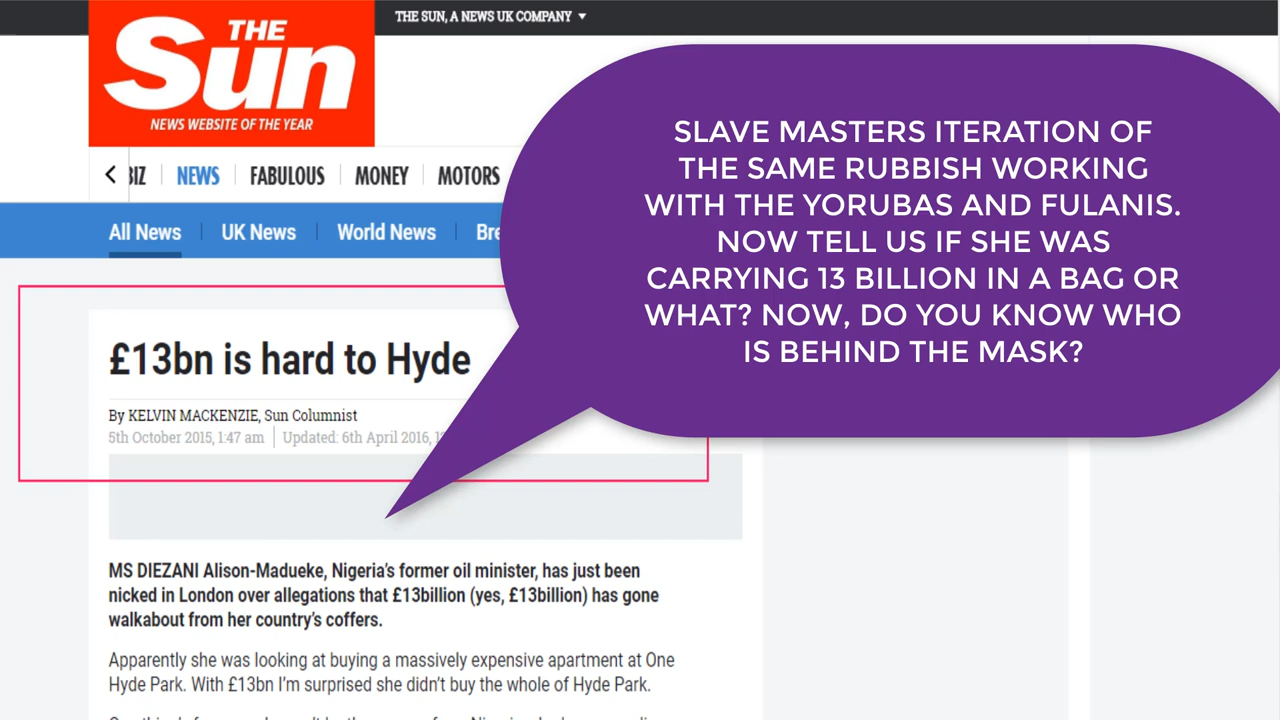 THE SUN, A NEWS UK COMPANY
THE
Sun
NEWS WEBSITE OF THE YEAR
NEWS
FABULOUS
MONEY
MOTORS
All News
UK News
World News
SLAVE MASTERS ITERATION OF
THE SAME RUBBISH WORKING
WITH THE YORUBAS AND FULANIS.
NOW TELL US IF SHE WAS
CARRYING 13 BILLION IN A BAG OR
WHAT? NOW, DO YOU KNOW WHO
IS BEHIND THE MASK?
£13bn is hard to Hyde
By KELVIN MACKENZIE, Sun Columnist
5th October 2015, 1:47 am
Updated: 6th April 2016,
MS DIEZANI Alison-Madueke, Nigeria's former oil minister, has just been
nicked in London over allegations that £13billion (yes, £13billion) has gone
walkabout from her country's coffers.
Apparently she was looking at buying a massively expensive apartment at One
Hyde Park. With £13bn I'm surprised she didn't buy the whole of Hyde Park.